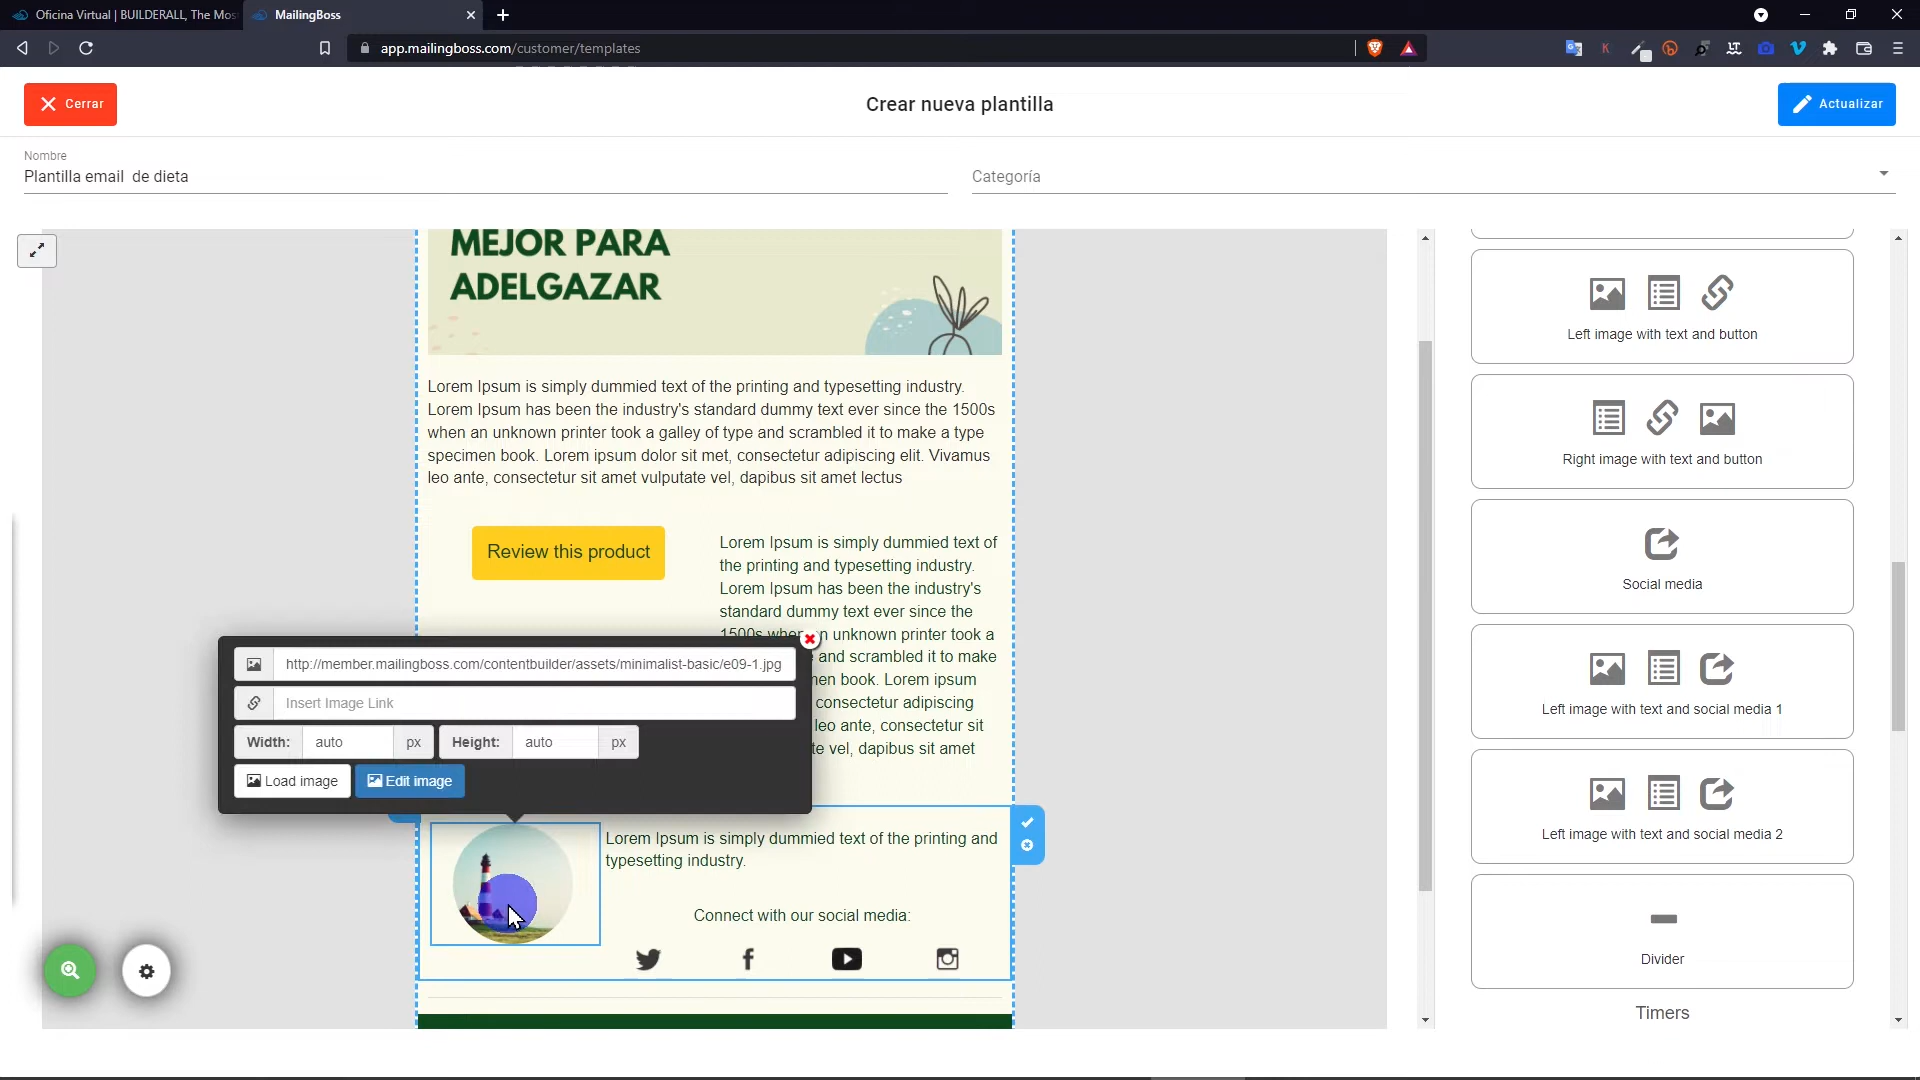 Oficina Virtual | BUILDERALL, The Mos
MailingBoss
app.mailingboss.com/customer/templates
Cerrar
Crear nueva plantilla
Actualizar
Nombre
Plantilla email  de dieta
Categoría
MEJOR PARA
ADELGAZAR
Lorem Ipsum is simply dummied text of the printing and typesetting industry.
Lorem Ipsum has been the industry's standard dummy text ever since the 1500s
when an unknown printer took a galley of type and scrambled it to make a type
specimen book. Lorem ipsum dolor sit met, consectetur adipiscing elit. Vivamus
leo ante, consectetur sit amet vulputate vel, dapibus sit amet lectus
Review this product
Lorem Ipsum is simply dummied text of
the printing and typesetting industry.
Lorem Ipsum has been the industry's
standard dummy text ever since the
unknown printer took a
and scrambled it to make
book. Lorem ipsum
consectetur adipiscing
leo ante, consectetur sit
vel, dapibus sit amet
http://member.mailingboss.com/contentbuilder/assets/minimalist-basic/e09-1.jpg
Insert Image Link
Width: auto px Height: auto px
Load image Edit image
Lorem Ipsum is simply dummied text of the printing and
typesetting industry.
Connect with our social media:
Left image with text and button
Right image with text and button
Social media
Left image with text and social media 1
Left image with text and social media 2
Divider
Timers